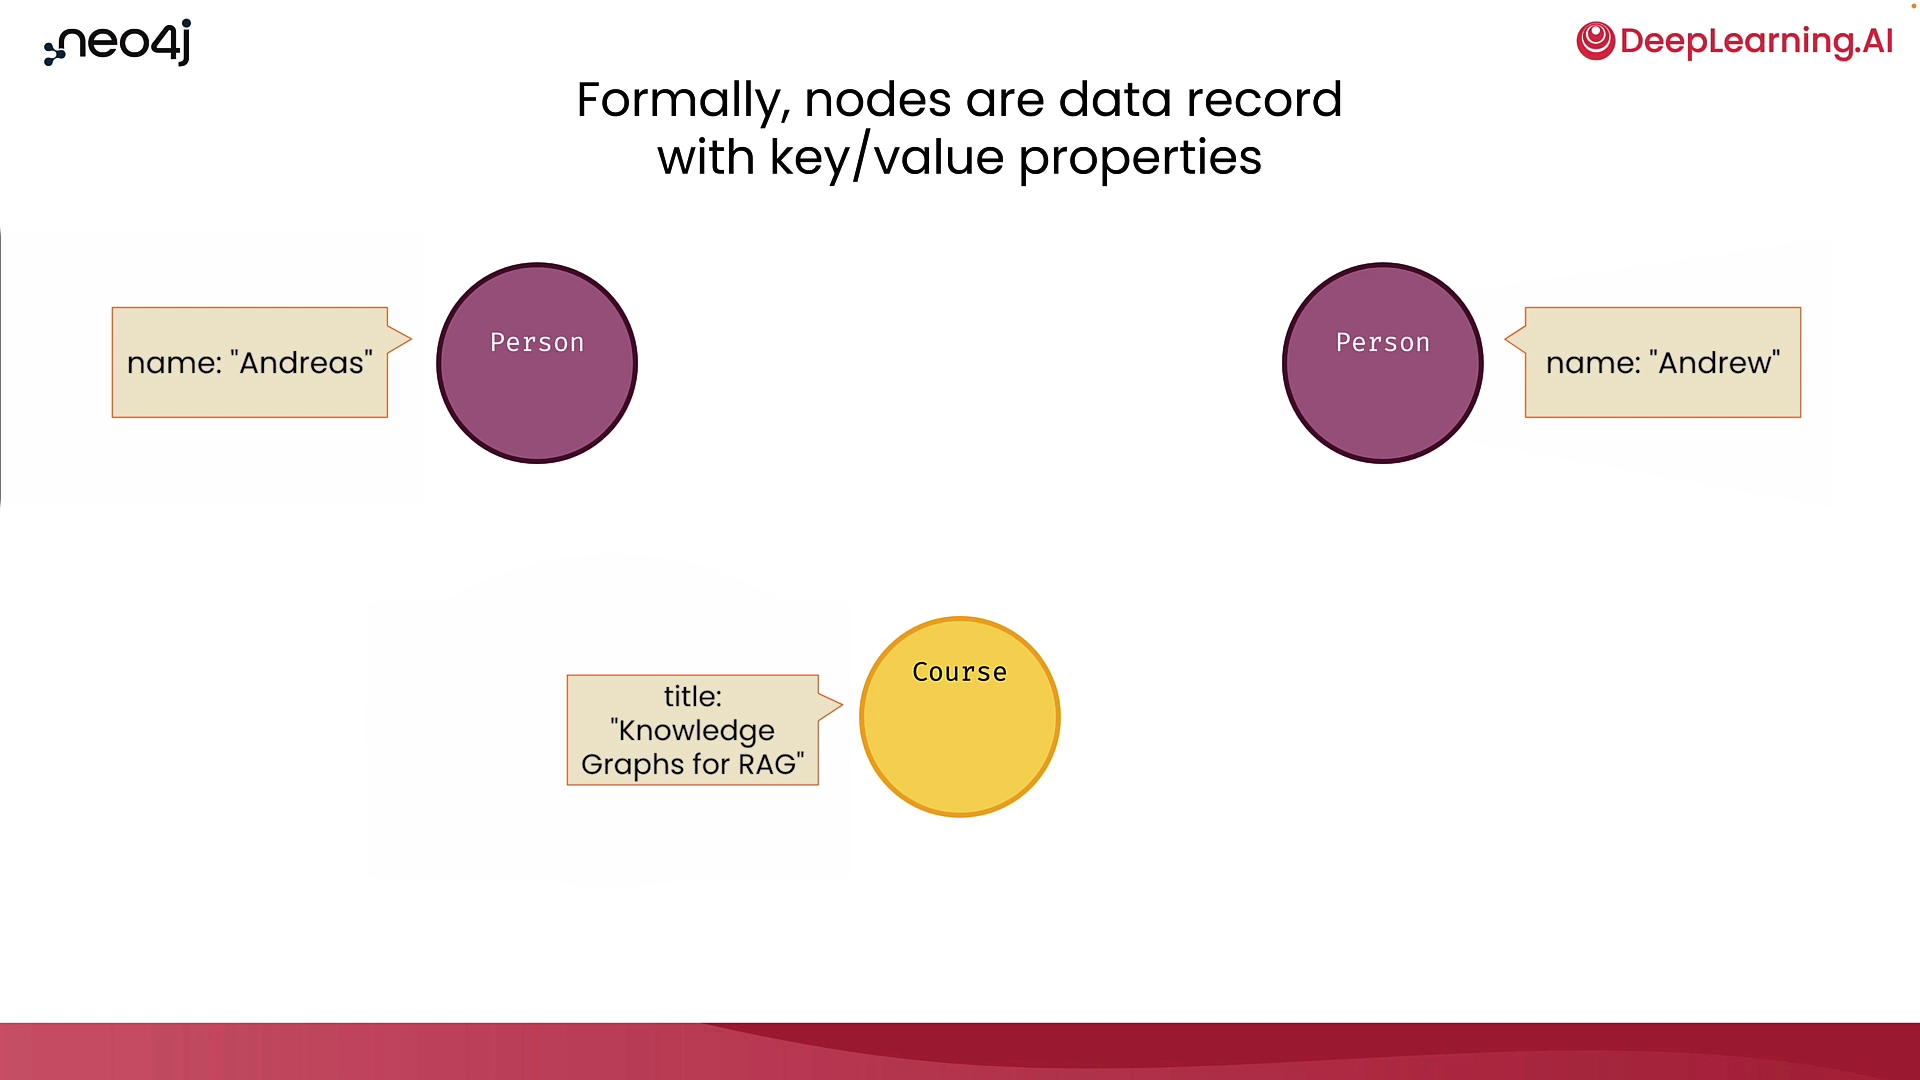 neo4j
DeepLearning.AI
Formally, nodes are data record
with key/value properties
name: "Andreas"
Person
Person
name: "Andrew"
title:
"Knowledge
Graphs for RAG"
Course